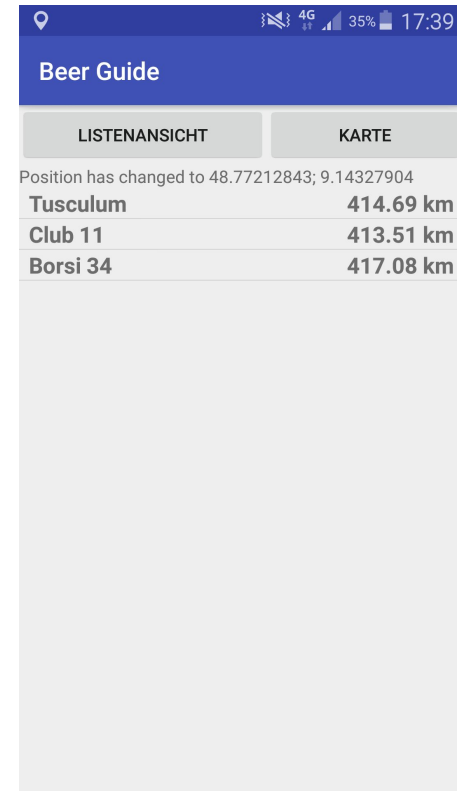 4G 35% 17:39
Beer Guide
LISTENANSICHT KARTE
Position has changed to 48.77212843; 9.14327904
Tusculum 414.69 km
Club 11 413.51 km
Borsi 34 417.08 km